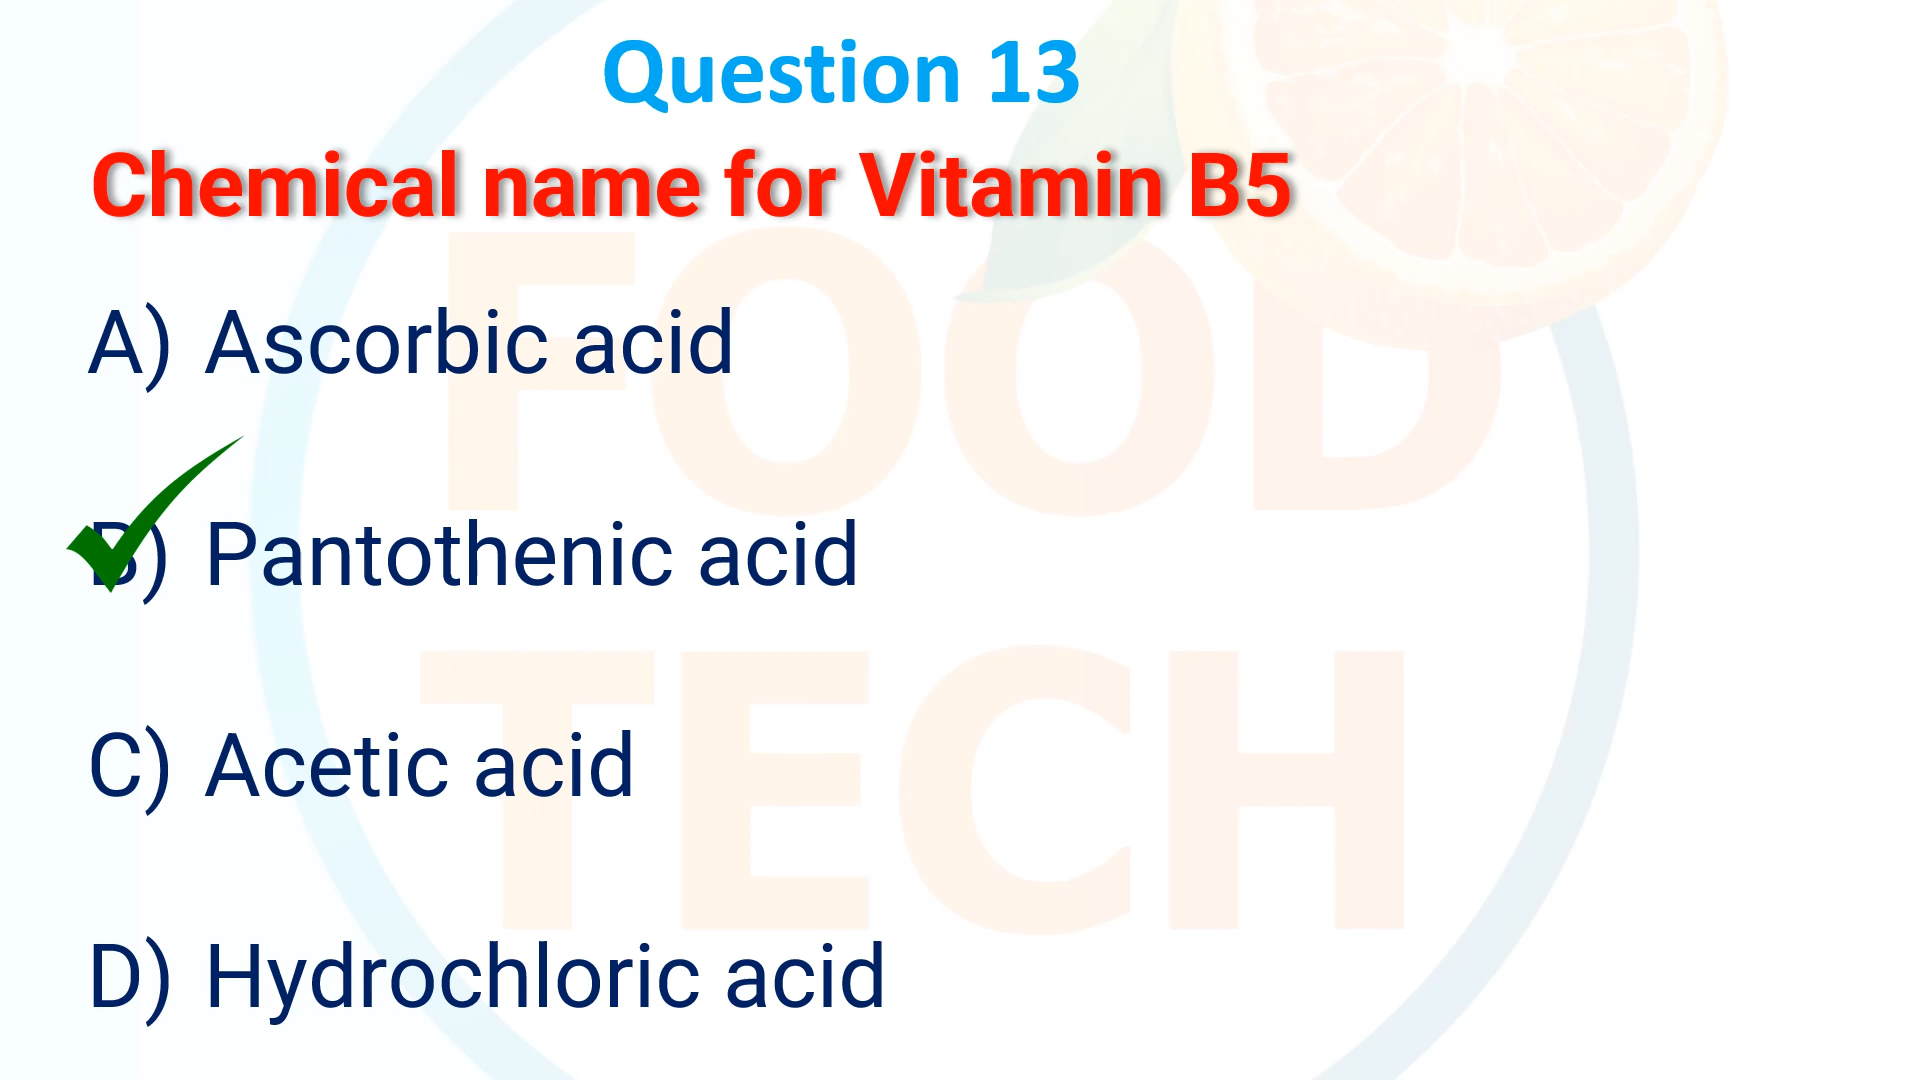 Question 13
Chemical name for Vitamin B5
FOOD
A) Ascorbic acid
B) Pantothenic acid
TECH
C) Acetic acid
D) Hydrochloric acid